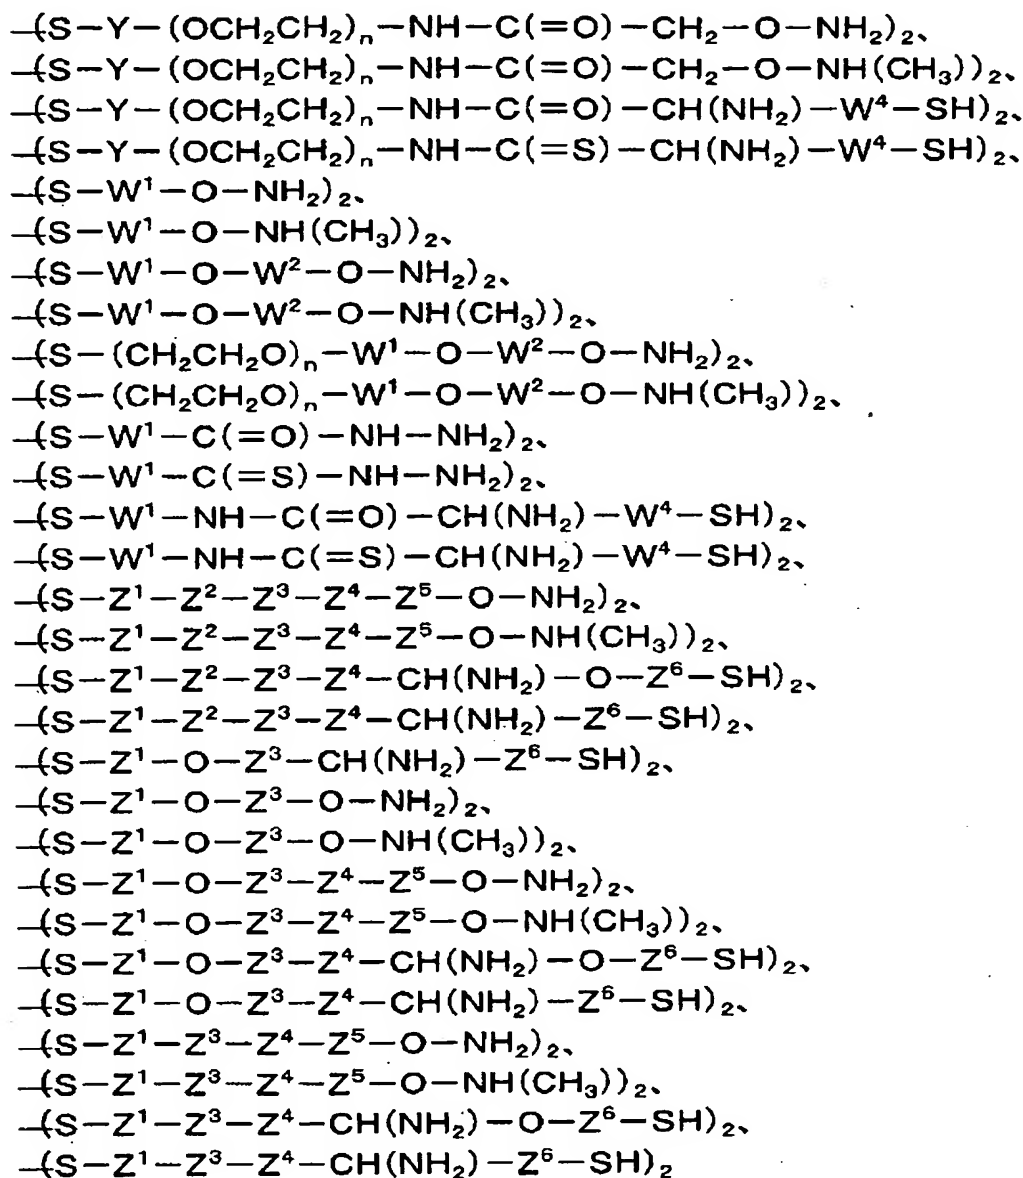 -(S-Y-(OCH₂CH₂)ₙ-NH-C(=O)-CH₂-O-NH₂)₂、
-(S-Y-(OCH₂CH₂)ₙ-NH-C(=O)-CH₂-O-NH(CH₃))₂、
-(S-Y-(OCH₂CH₂)ₙ-NH-C(=O)-CH(NH₂)-W⁴-SH)₂、
-(S-Y-(OCH₂CH₂)ₙ-NH-C(=S)-CH(NH₂)-W⁴-SH)₂、
-(S-W¹-O-NH₂)₂、
-(S-W¹-O-NH(CH₃))₂、
-(S-W¹-O-W²-O-NH₂)₂、
-(S-W¹-O-W²-O-NH(CH₃))₂、
-(S-(CH₂CH₂O)ₙ-W¹-O-W²-O-NH₂)₂、
-(S-(CH₂CH₂O)ₙ-W¹-O-W²-O-NH(CH₃))₂、
-(S-W¹-C(=O)-NH-NH₂)₂、
-(S-W¹-C(=S)-NH-NH₂)₂、
-(S-W¹-NH-C(=O)-CH(NH₂)-W⁴-SH)₂、
-(S-W¹-NH-C(=S)-CH(NH₂)-W⁴-SH)₂、
-(S-Z¹-Z²-Z³-Z⁴-Z⁵-O-NH₂)₂、
-(S-Z¹-Z²-Z³-Z⁴-Z⁵-O-NH(CH₃))₂、
-(S-Z¹-Z²-Z³-Z⁴-CH(NH₂)-O-Z⁶-SH)₂、
-(S-Z¹-Z²-Z³-Z⁴-CH(NH₂)-Z⁶-SH)₂、
-(S-Z¹-O-Z³-CH(NH₂)-Z⁶-SH)₂、
-(S-Z¹-O-Z³-O-NH₂)₂、
-(S-Z¹-O-Z³-O-NH(CH₃))₂、
-(S-Z¹-O-Z³-Z⁴-Z⁵-O-NH₂)₂、
-(S-Z¹-O-Z³-Z⁴-Z⁵-O-NH(CH₃))₂、
-(S-Z¹-O-Z³-Z⁴-CH(NH₂)-O-Z⁶-SH)₂、
-(S-Z¹-O-Z³-Z⁴-CH(NH₂)-Z⁶-SH)₂、
-(S-Z¹-Z³-Z⁴-Z⁵-O-NH₂)₂、
-(S-Z¹-Z³-Z⁴-Z⁵-O-NH(CH₃))₂、
-(S-Z¹-Z³-Z⁴-CH(NH₂)-O-Z⁶-SH)₂、
-(S-Z¹-Z³-Z⁴-CH(NH₂)-Z⁶-SH)₂